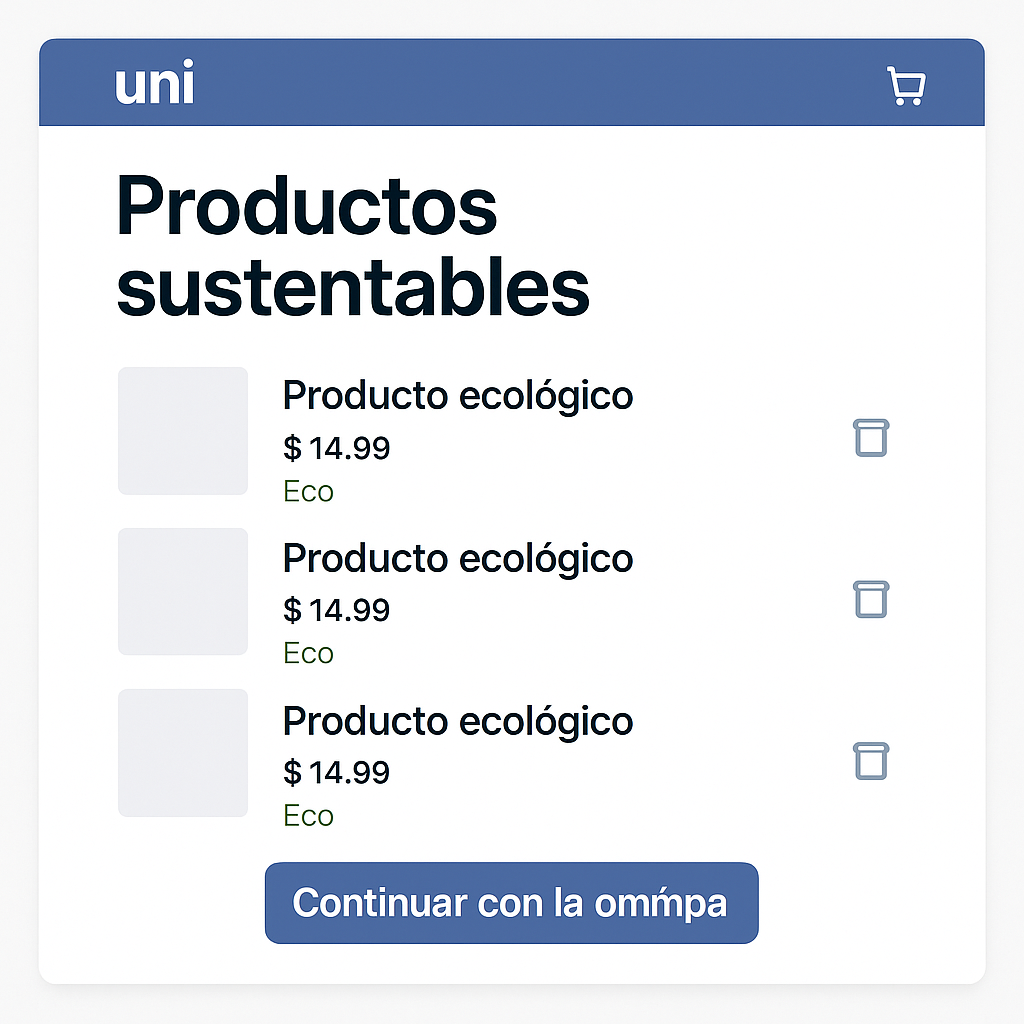 uni
Productos
sustentables
Producto ecológico
$ 14.99
Eco
Producto ecológico
$ 14.99
Eco
Producto ecológico
$ 14.99
Eco
Continuar con la omḿpa